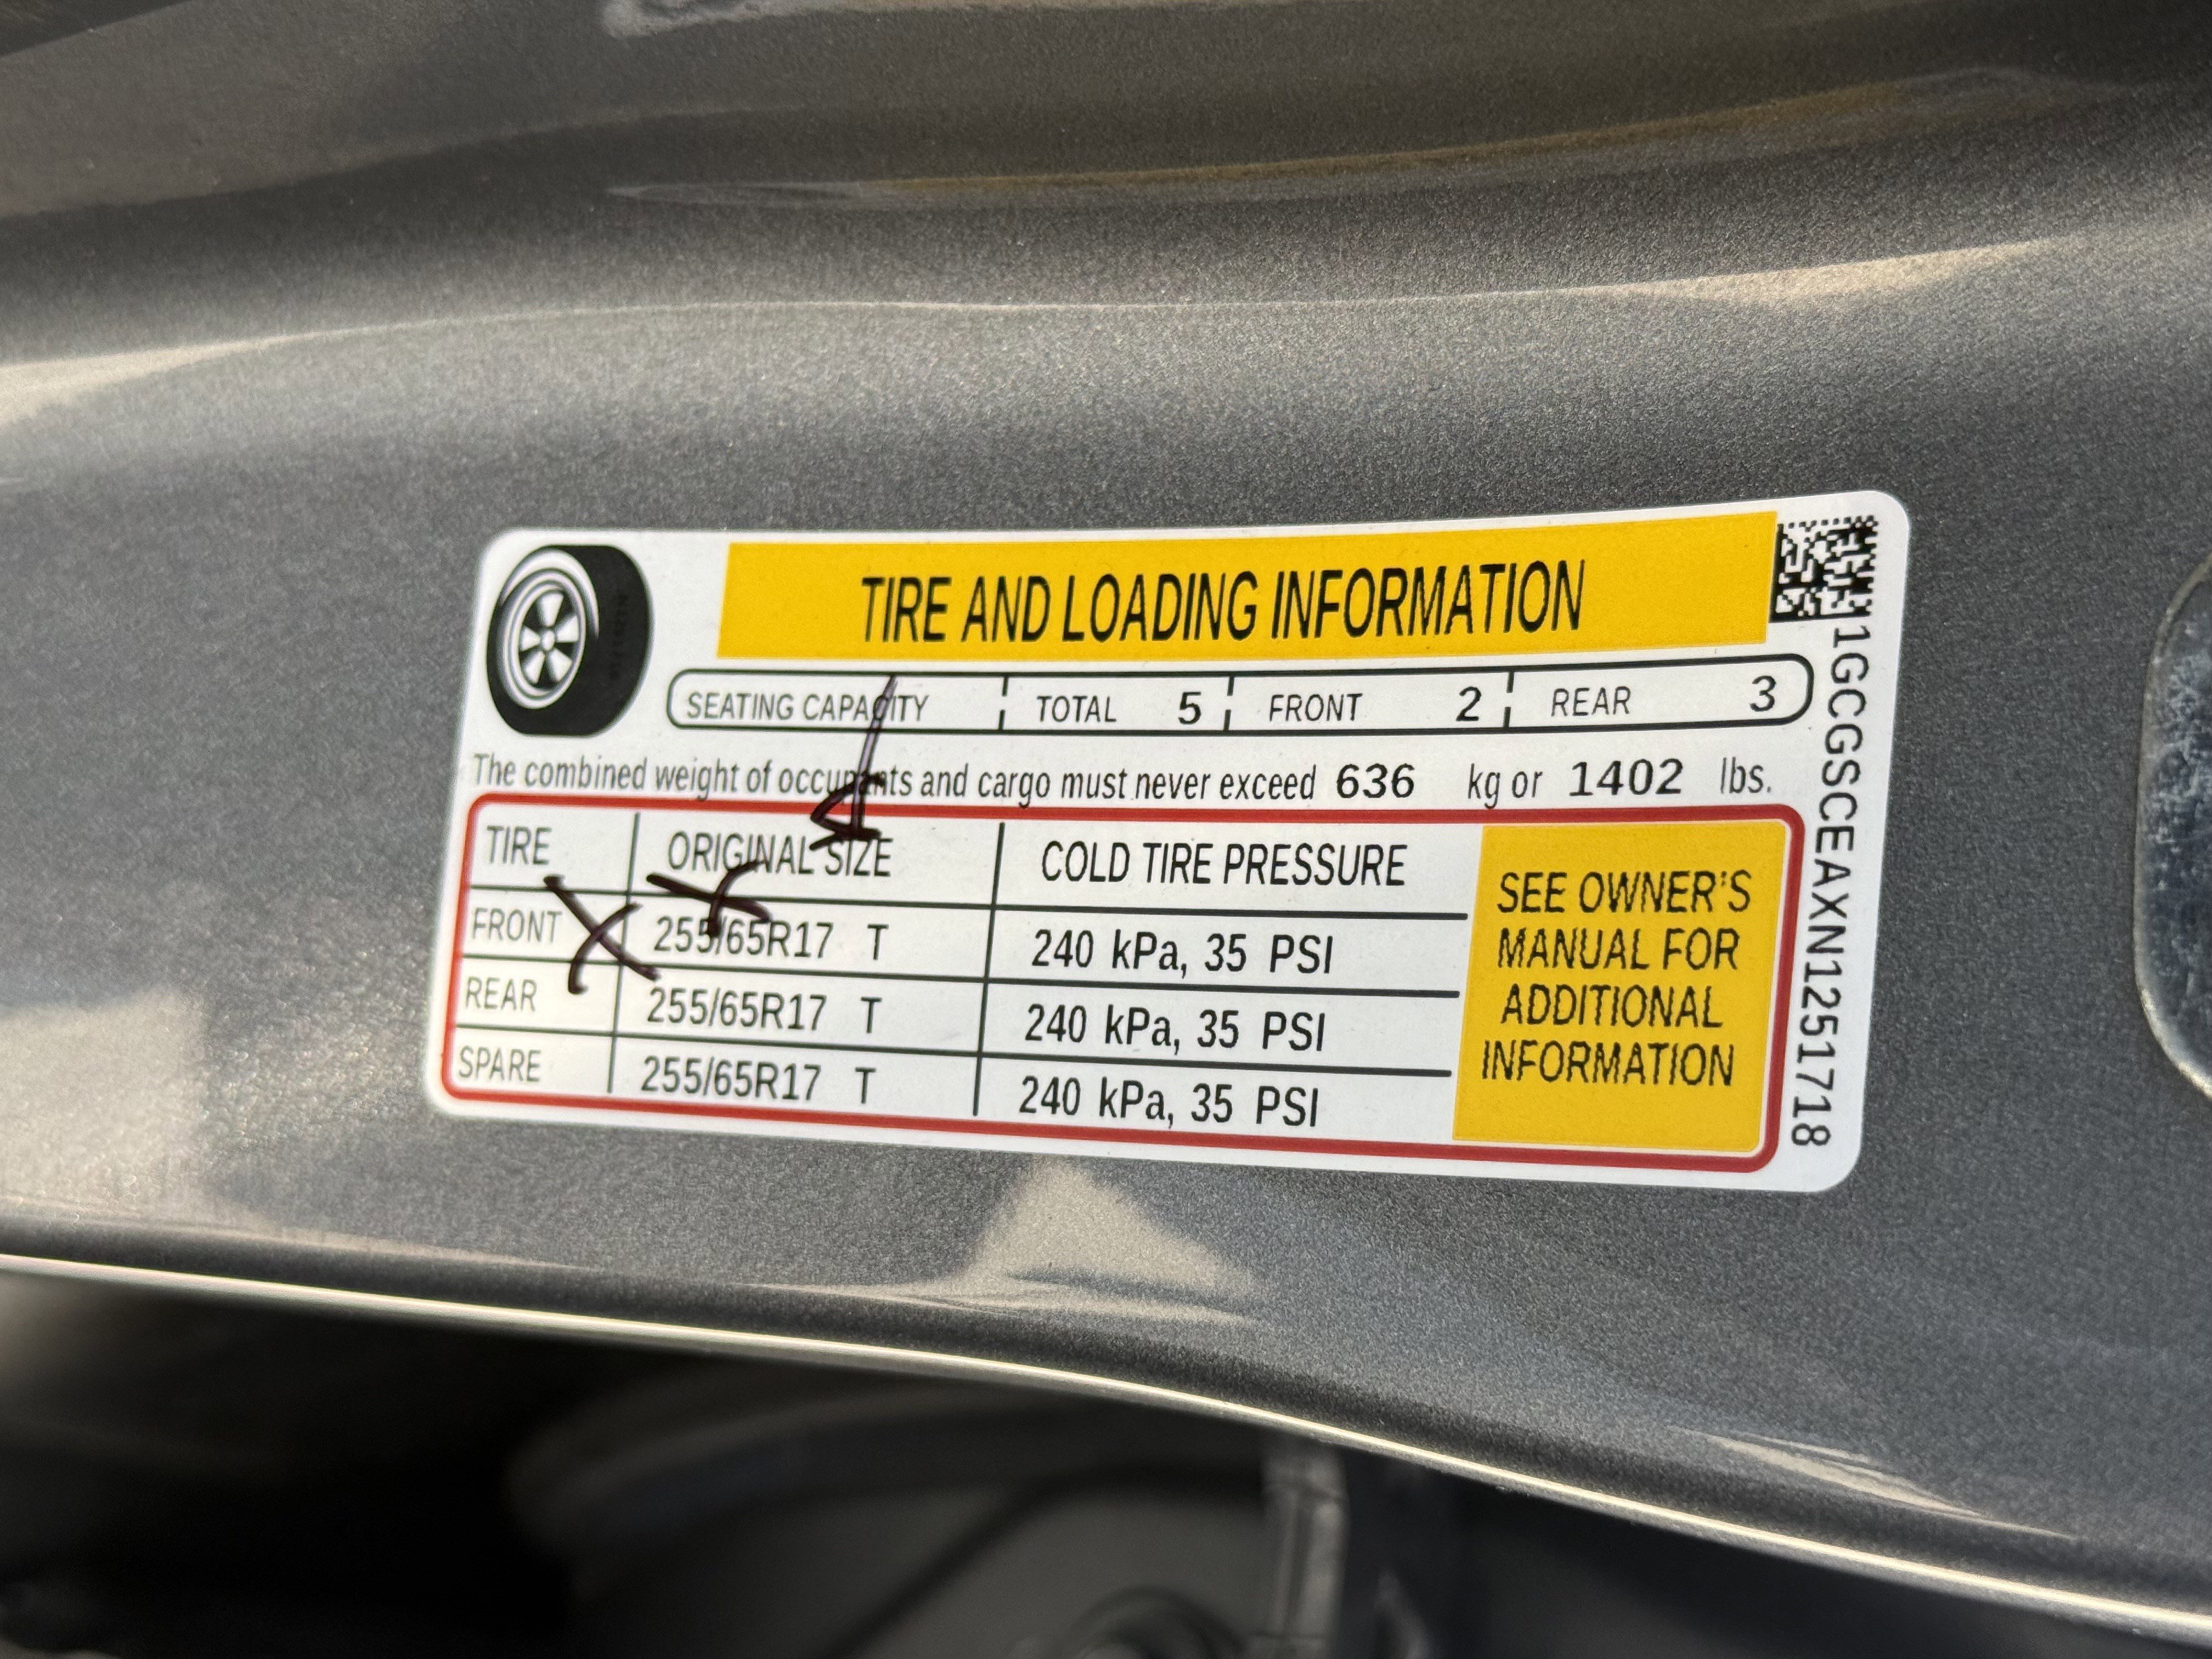 TIRE AND LOADING INFORMATION
SEATING CAPACITY TOTAL 5 FRONT 2 REAR 3
The combined weight of occupants and cargo must never exceed 636 kg or 1402 lbs.
TIRE ORIGINAL SIZE COLD TIRE PRESSURE
FRONT 255/65R17 T 240 kPa, 35 PSI
REAR 255/65R17 T 240 kPa, 35 PSI
SPARE 255/65R17 T 240 kPa, 35 PSI
SEE OWNER'S
MANUAL FOR
ADDITIONAL
INFORMATION
1GCGSCEAXN1251718